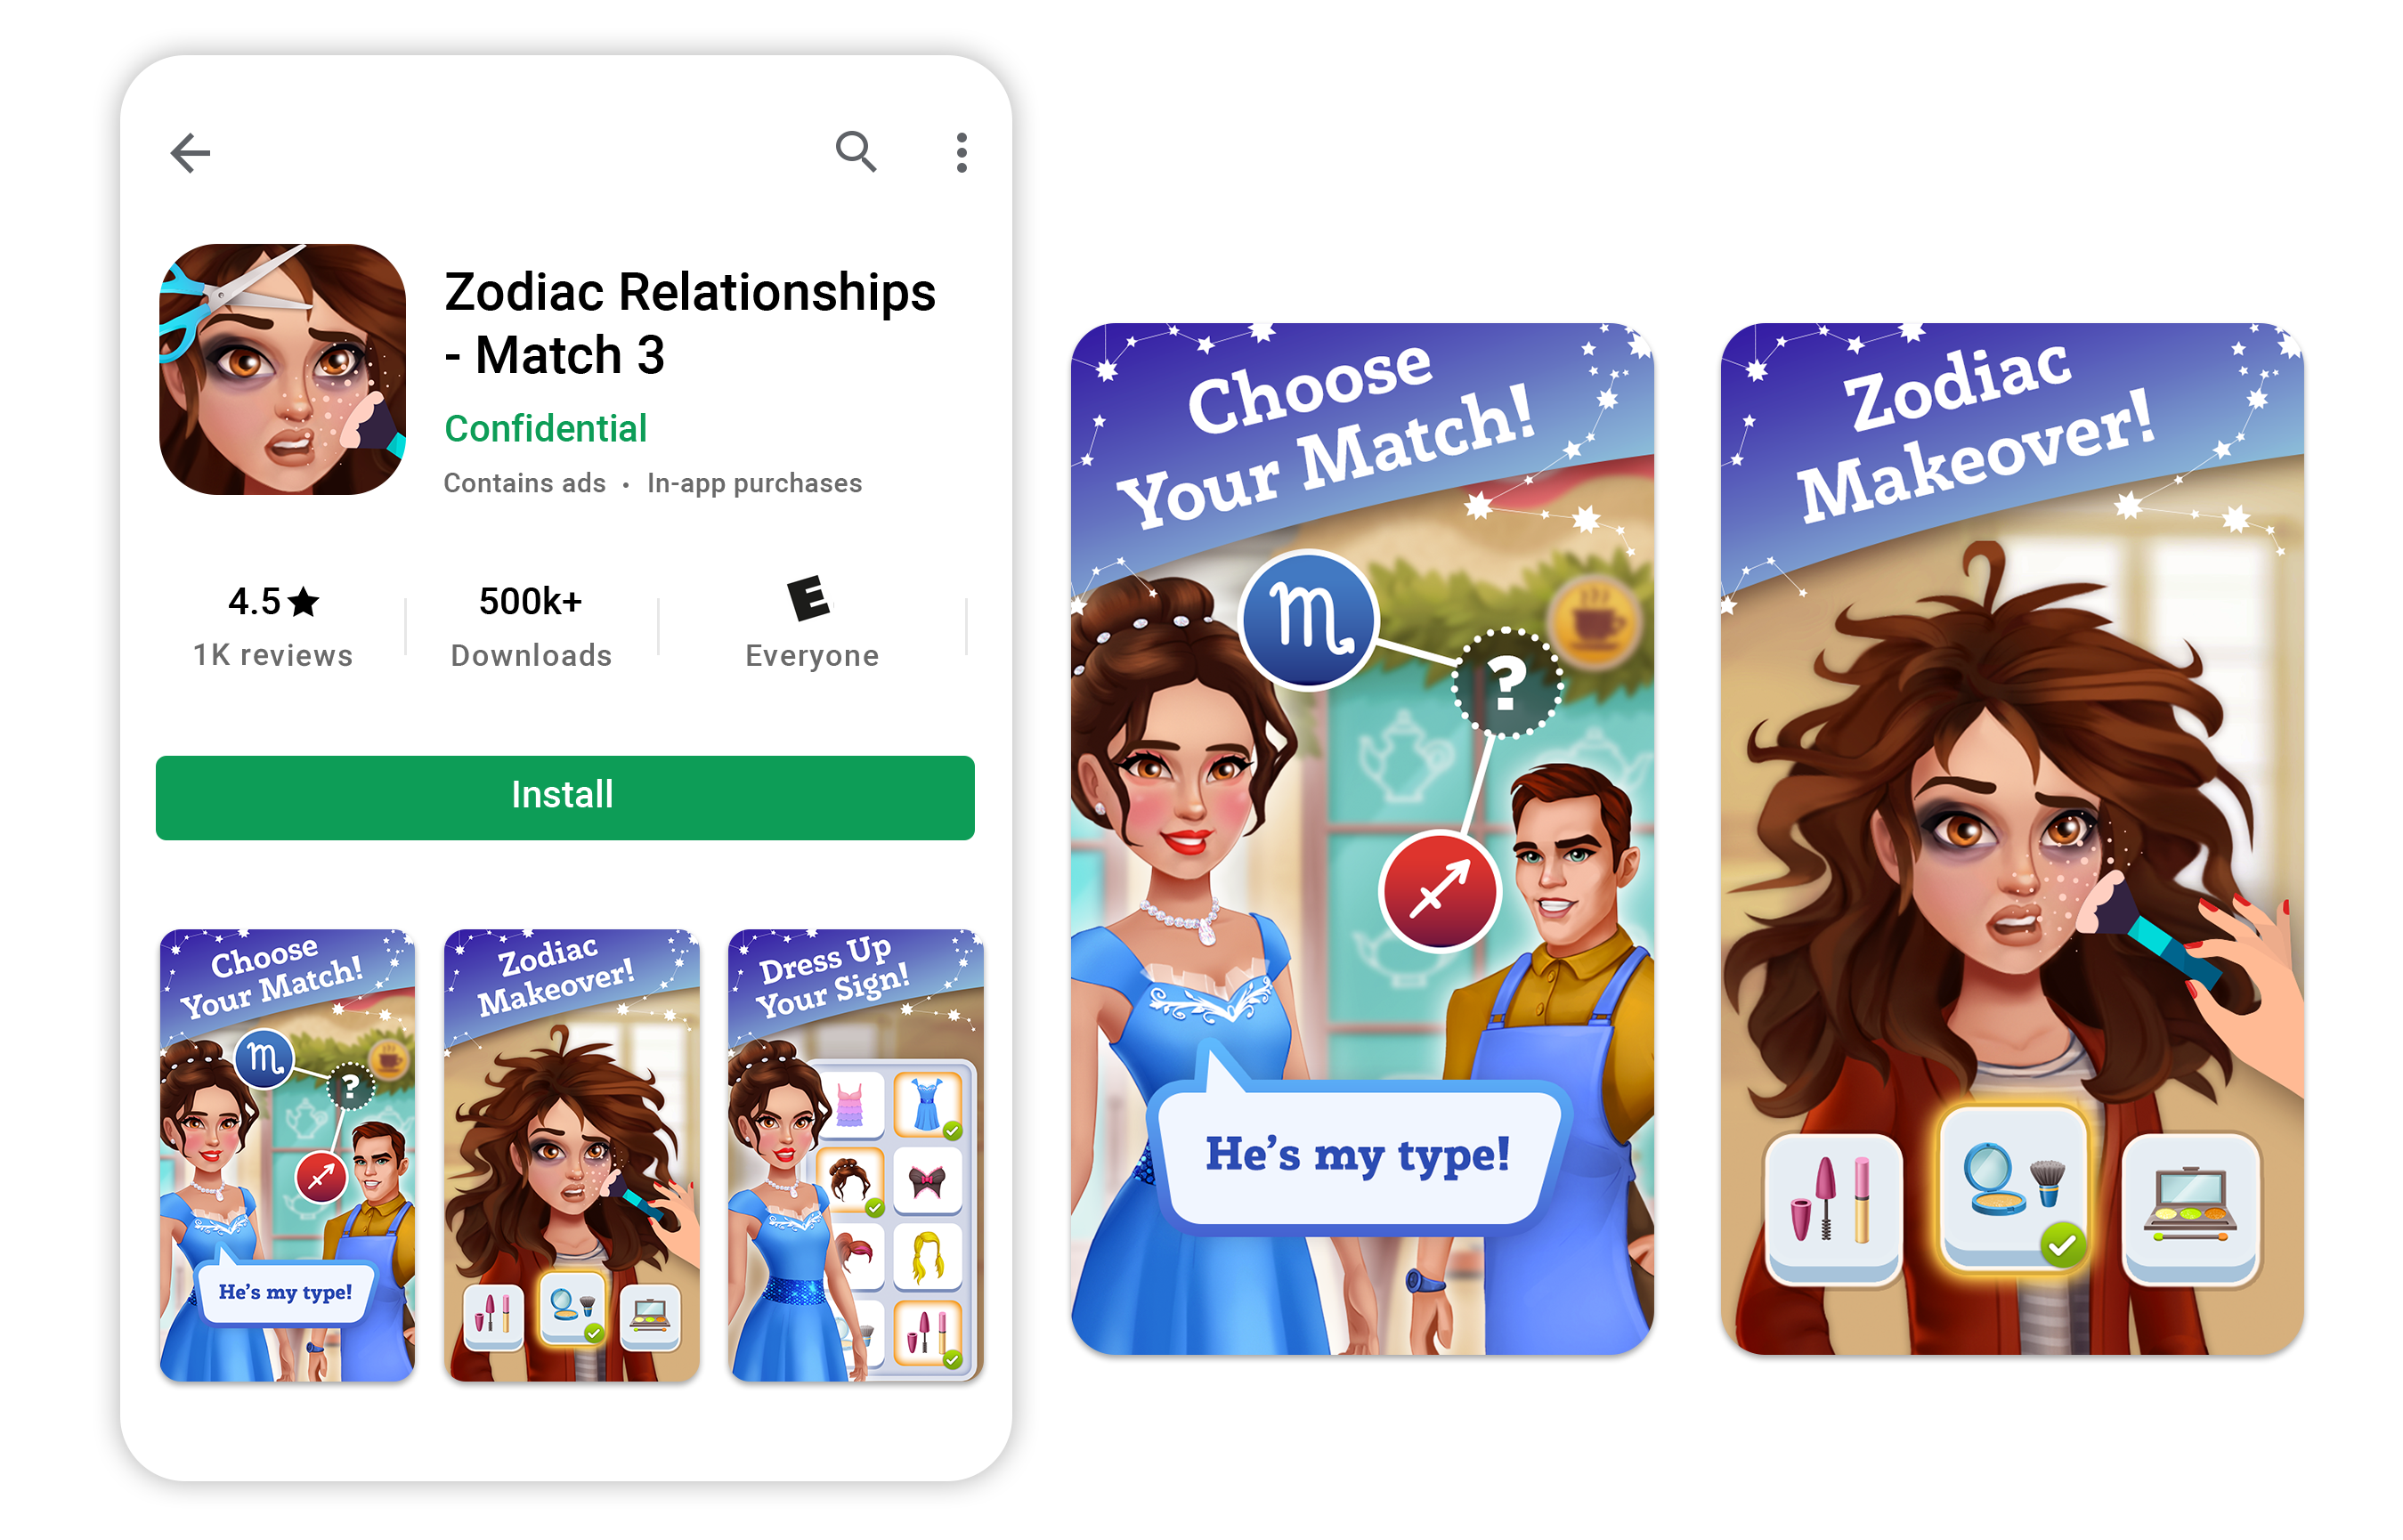 Zodiac Relationships
- Match 3
Confidential
Contains ads • In-app purchases
4.5★
1K reviews
500k+
Downloads
E
Everyone
Install
Choose
Your Match!
?
He's my type!
Zodiac
Makeover!
Dress Up
Your Sign!
Choose
Your Match!
?
He's my type!
Zodiac
Makeover!